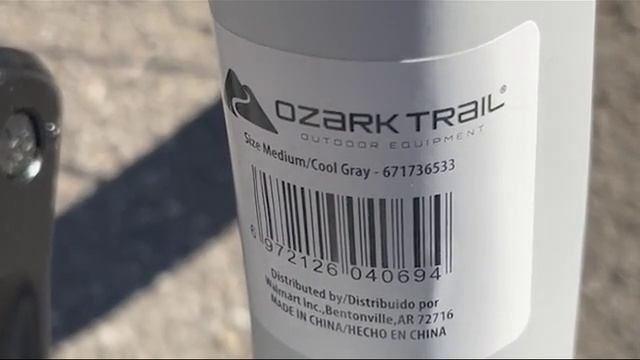 OZARK TRAIL®
OUTDOOR EQUIPMENT
Size Medium/Cool Gray - 671736533
6 972126 040694
Distributed by/Distribuido por
Walmart Inc.,Bentonville,AR 72716
MADE IN CHINA/HECHO EN CHINA